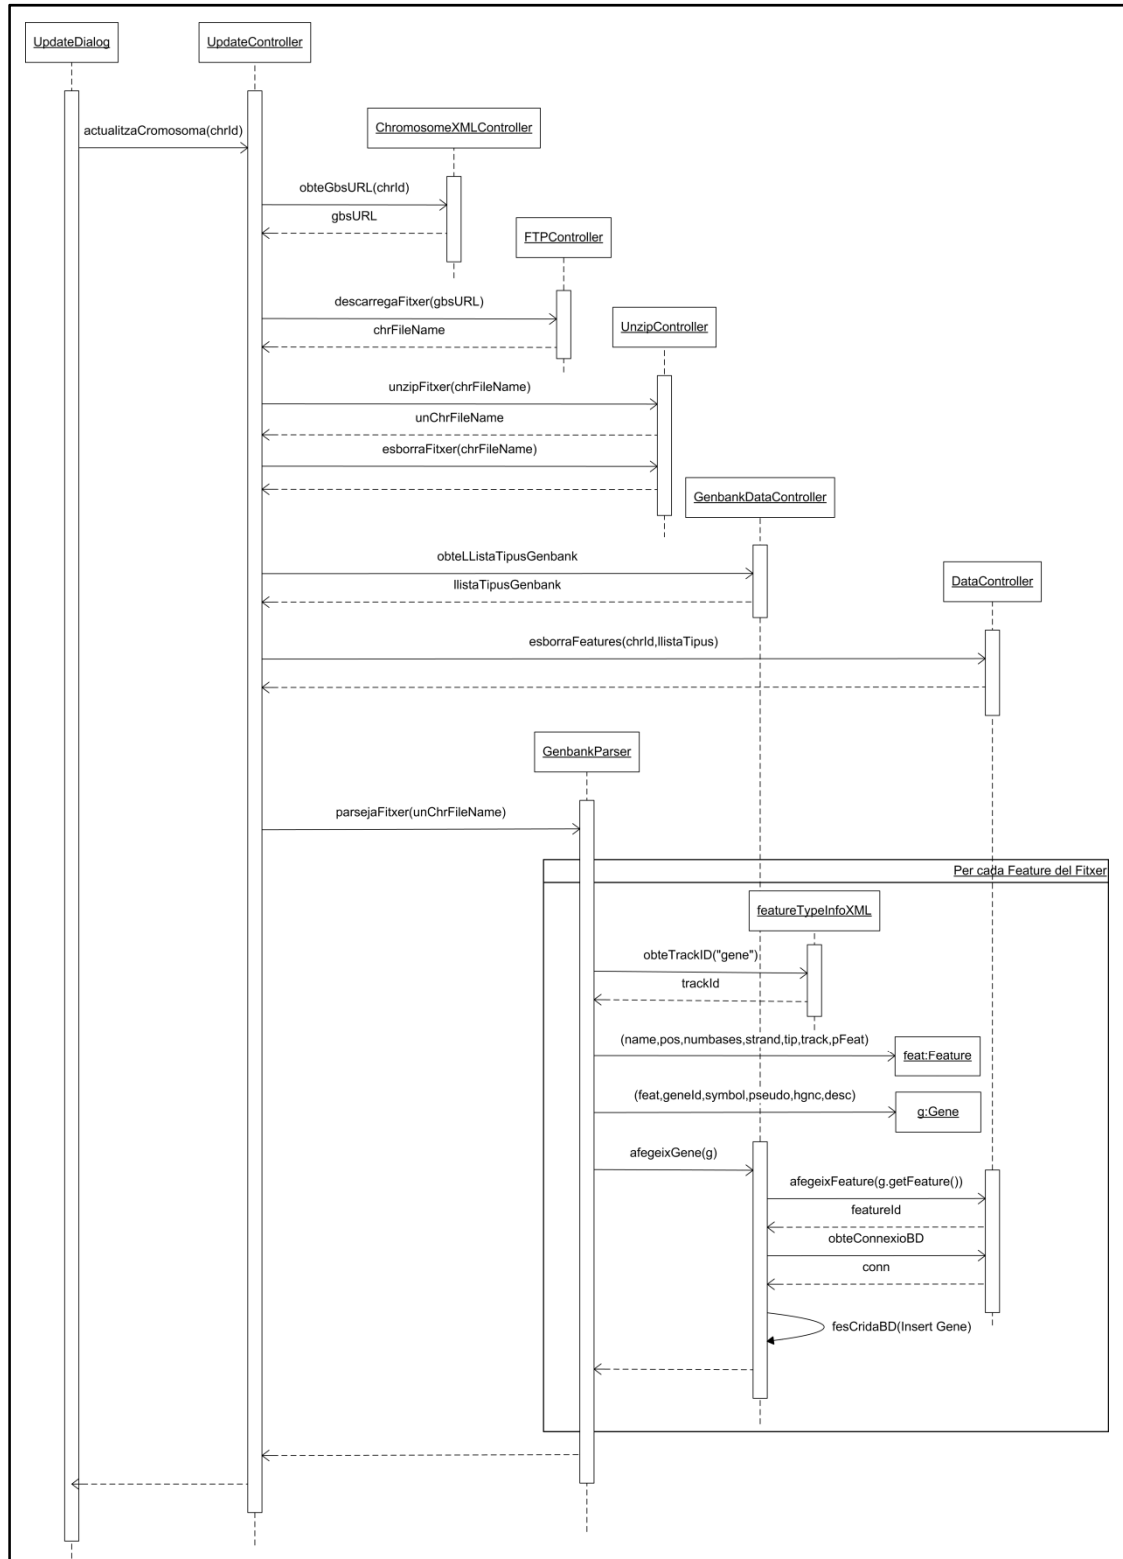 UpdateDialog
UpdateController
actualitzaCromosoma(chrId)
ChromosomeXMLController
obteGbsURL(chrId)
gbsURL
FTPController
descarregaFitxer(gbsURL)
chrFileName
UnzipController
unzipFitxer(chrFileName)
unChrFileName
esborraFitxer(chrFileName)
GenbankDataController
obteLListaTipusGenbank
llistaTipusGenbank
DataController
esborraFeatures(chrId,llistaTipus)
GenbankParser
parsejaFitxer(unChrFileName)
Per cada Feature del Fitxer
featureTypeInfoXML
obteTrackID("gene")
trackId
(name,pos,numbases,strand,tip,track,pFeat)
feat:Feature
(feat,geneId,symbol,pseudo,hgnc,desc)
g:Gene
afegeixGene(g)
afegeixFeature(g.getFeature())
featureId
obteConnexioBD
conn
fesCridaBD(Insert Gene)